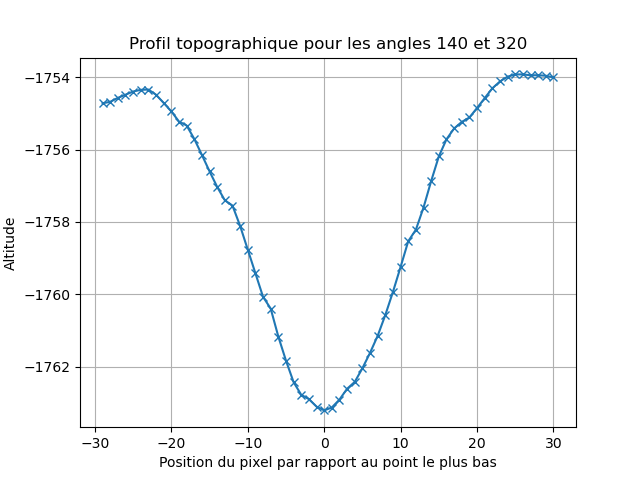 Profil topographique pour les angles 140 et 320
Altitude
−1754
−1756
−1758
−1760
−1762
−30 −20 −10 0 10 20 30
Position du pixel par rapport au point le plus bas